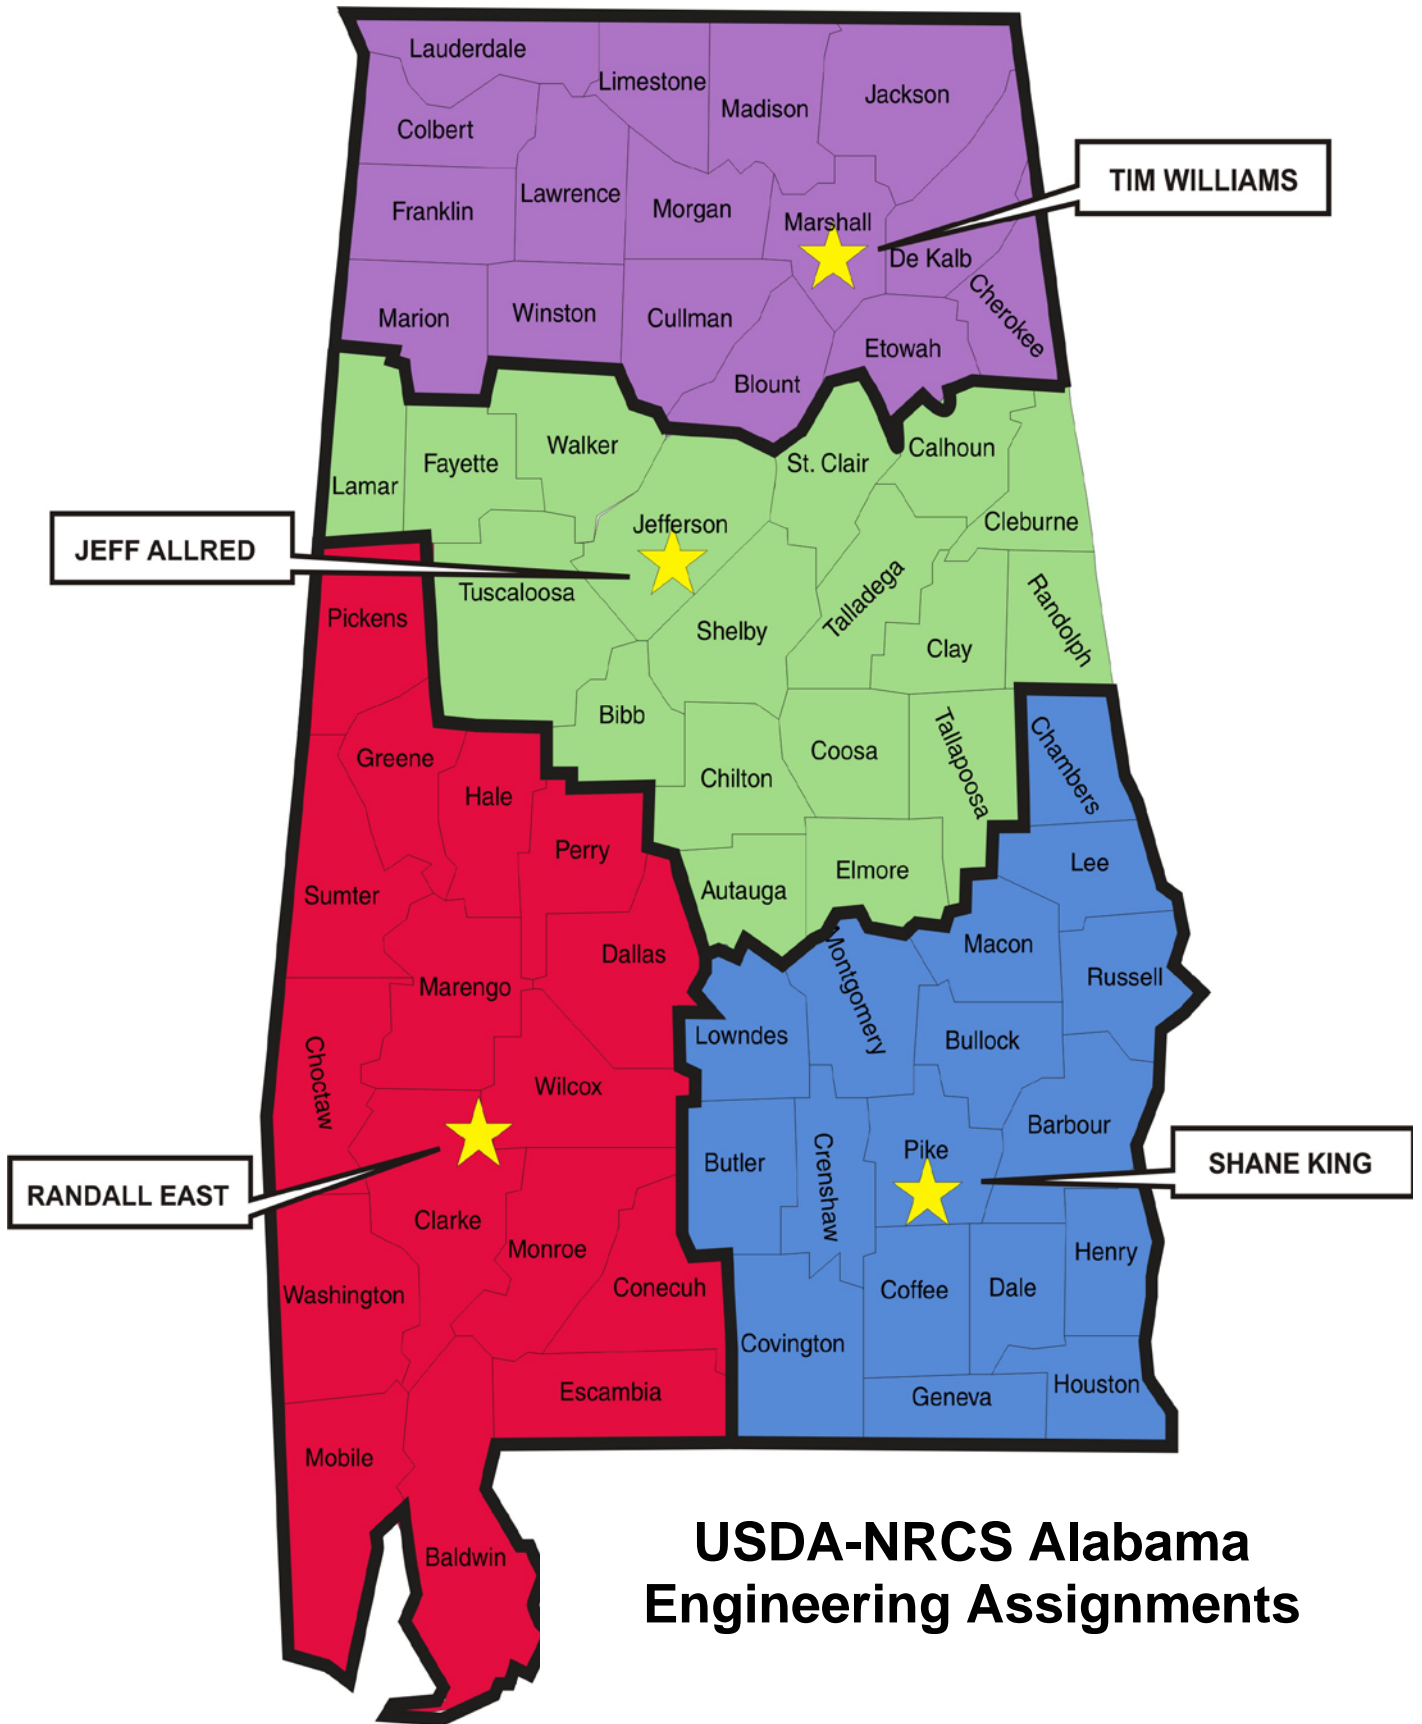 Lauderdale
Limestone
Madison
Jackson
Colbert
TIM WILLIAMS
Lawrence
Franklin
Morgan
Marshall
De Kalb
Cherokee
Marion
Winston
Cullman
Etowah
Blount
Walker
Fayette
St. Clair
Calhoun
Lamar
Jefferson
Cleburne
JEFF ALLRED
Tuscaloosa
Talladega
Randolph
Pickens
Shelby
Clay
Bibb
Greene
Coosa
Tallapoosa
Chambers
Hale
Chilton
Perry
Lee
Sumter
Autauga
Elmore
Dallas
Montgomery
Macon
Marengo
Russell
Lowndes
Bullock
Choctaw
Wilcox
Barbour
Butler
Crenshaw
Pike
SHANE KING
RANDALL EAST
Clarke
Monroe
Henry
Washington
Conecuh
Coffee
Dale
Covington
Escambia
Geneva
Houston
Mobile
Baldwin
USDA-NRCS Alabama
Engineering Assignments